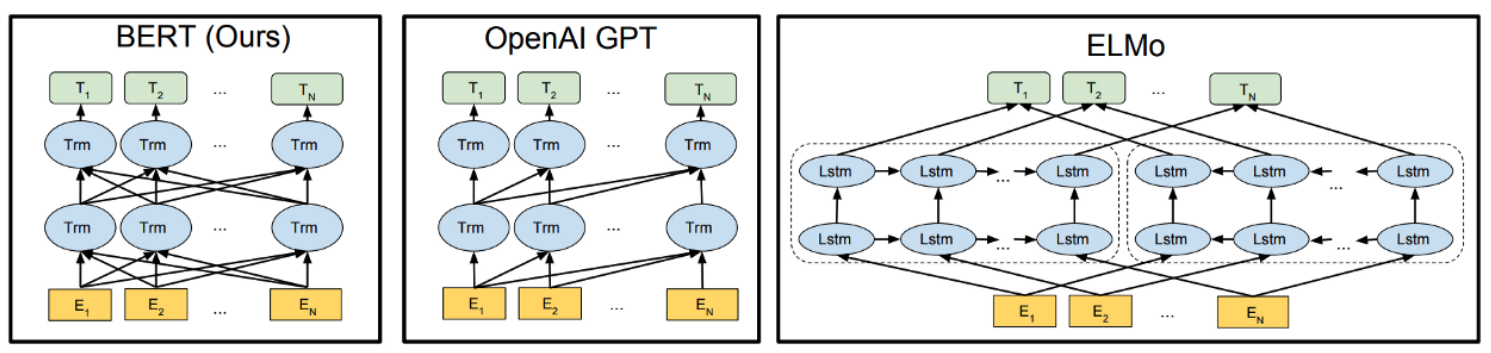 BERT (Ours)
T1 T2 ... TN
Trm Trm ... Trm
Trm Trm ... Trm
E1 E2 ... EN
OpenAI GPT
T1 T2 ... TN
Trm Trm ... Trm
Trm Trm ... Trm
E1 E2 ... EN
ELMo
T1 T2 ... TN
Lstm Lstm ... Lstm Lstm Lstm ... Lstm
Lstm Lstm ... Lstm Lstm Lstm ... Lstm
E1 E2 ... EN